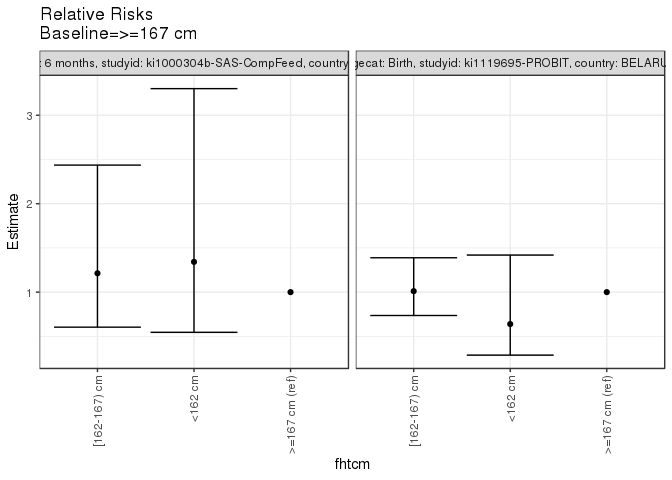 Relative Risks
Baseline=>=167 cm
: 6 months, studyid: ki1000304b-SAS-CompFeed, country
gecat: Birth, studyid: ki1119695-PROBIT, country: BELARU
3
2
1
Estimate
[162-167) cm
<162 cm
>=167 cm (ref)
[162-167) cm
<162 cm
>=167 cm (ref)
fhtcm